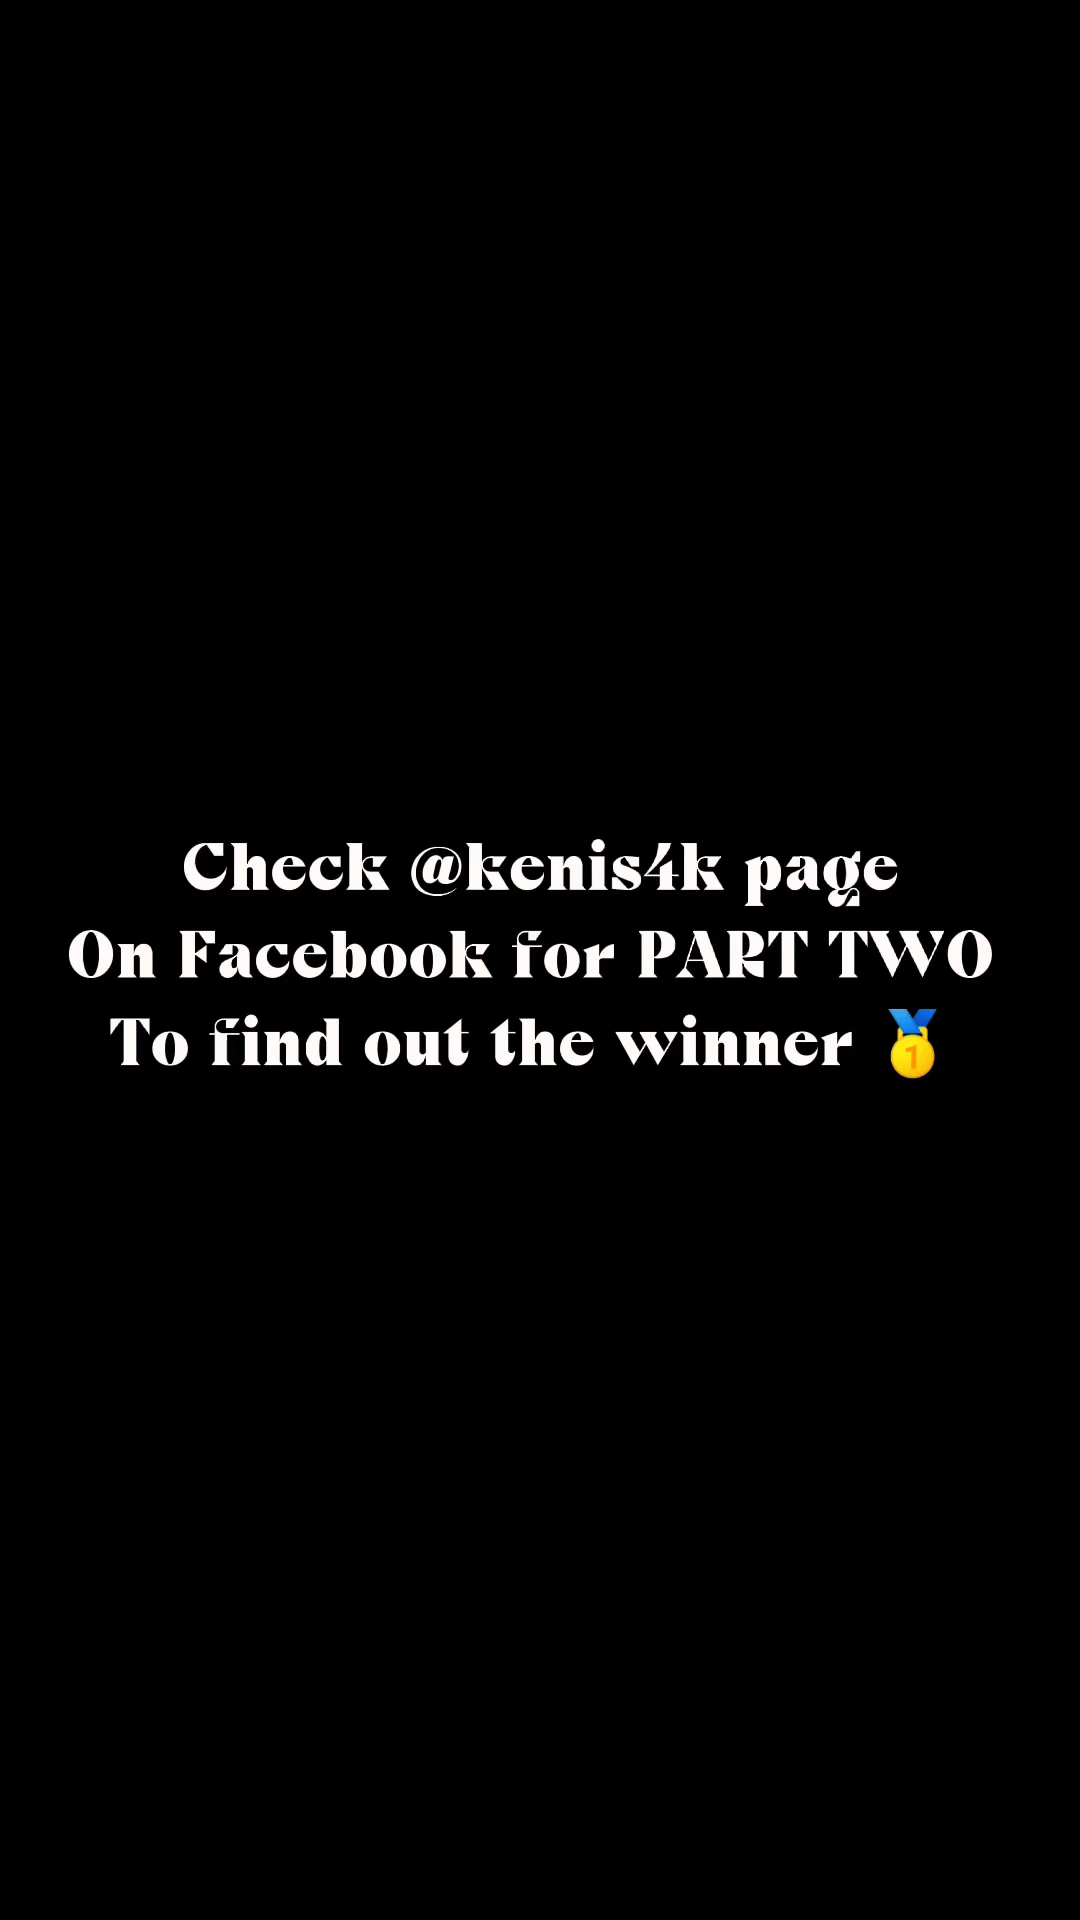 Check @kenis4k page
On Facebook for PART TWO
To find out the winner 🥇